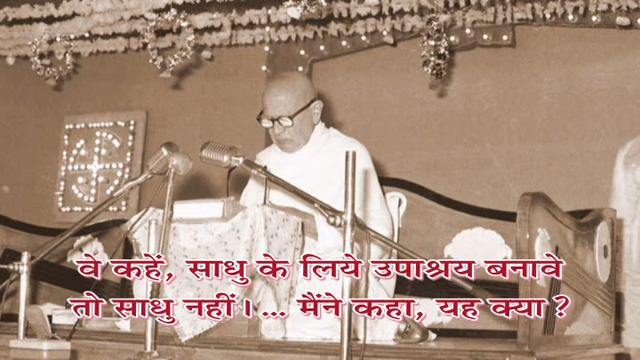 वे कहें, साधु के लिये उपाश्रय बनावे
तो साधु नहीं। ... मैंने कहा, यह क्या ?